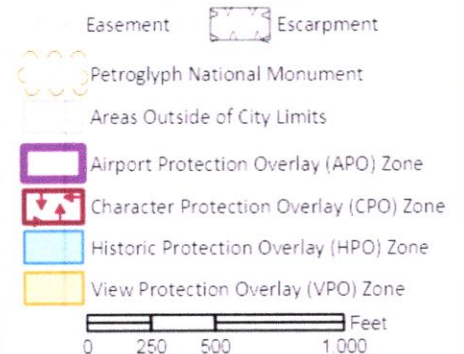 Easement Escarpment
Petroglyph National Monument
Areas Outside of City Limits
Airport Protection Overlay (APO) Zone
Character Protection Overlay (CPO) Zone
Historic Protection Overlay (HPO) Zone
View Protection Overlay (VPO) Zone
Feet
0 250 500 1,000